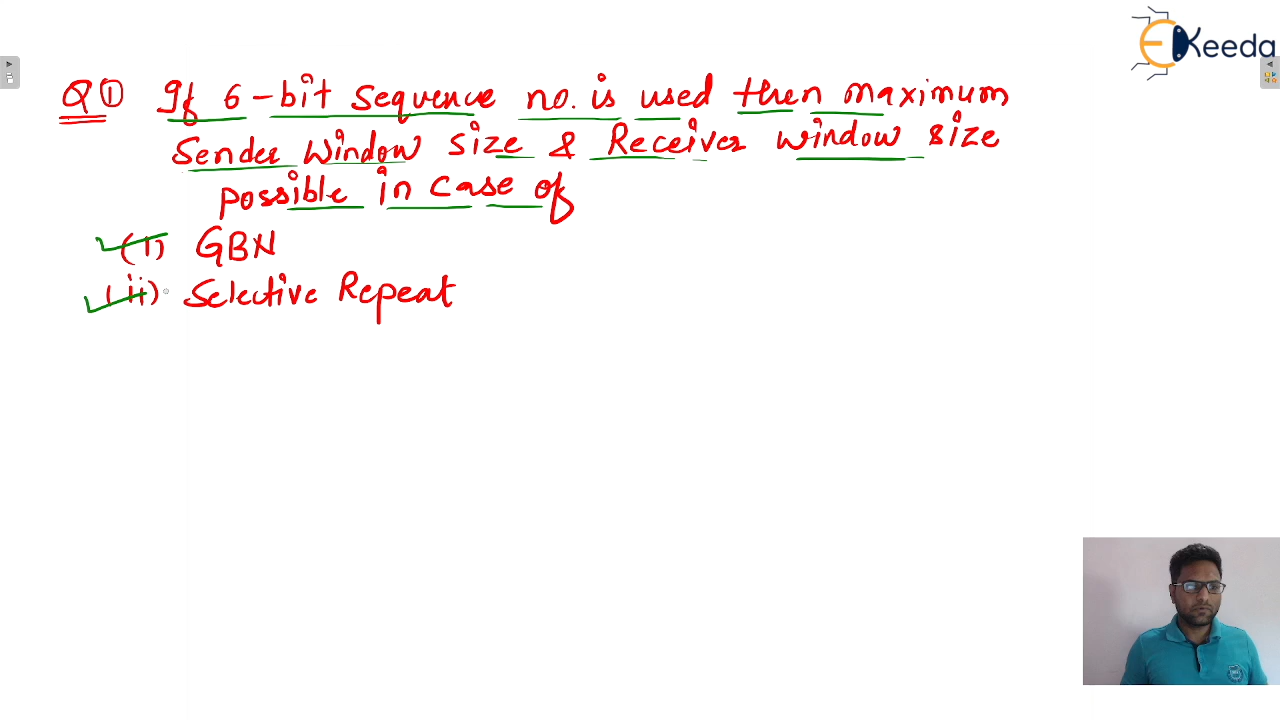 EKeeda
Q① If 6-bit sequence no. is used then maximum
Sender window size & Receiver window size
possible in case of
(i) GBN
(ii) Selective Repeat